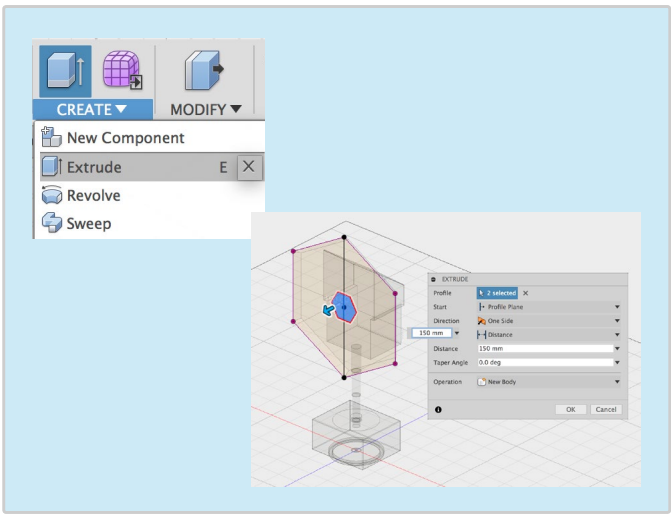 CREATE ▼ MODIFY ▼
New Component
Extrude E
Revolve
Sweep
EXTRUDE
Profile 2 selected
Start Profile Plane
Direction One Side
150 mm Distance
Distance 150 mm
Taper Angle 0.0 deg
Operation New Body
OK Cancel